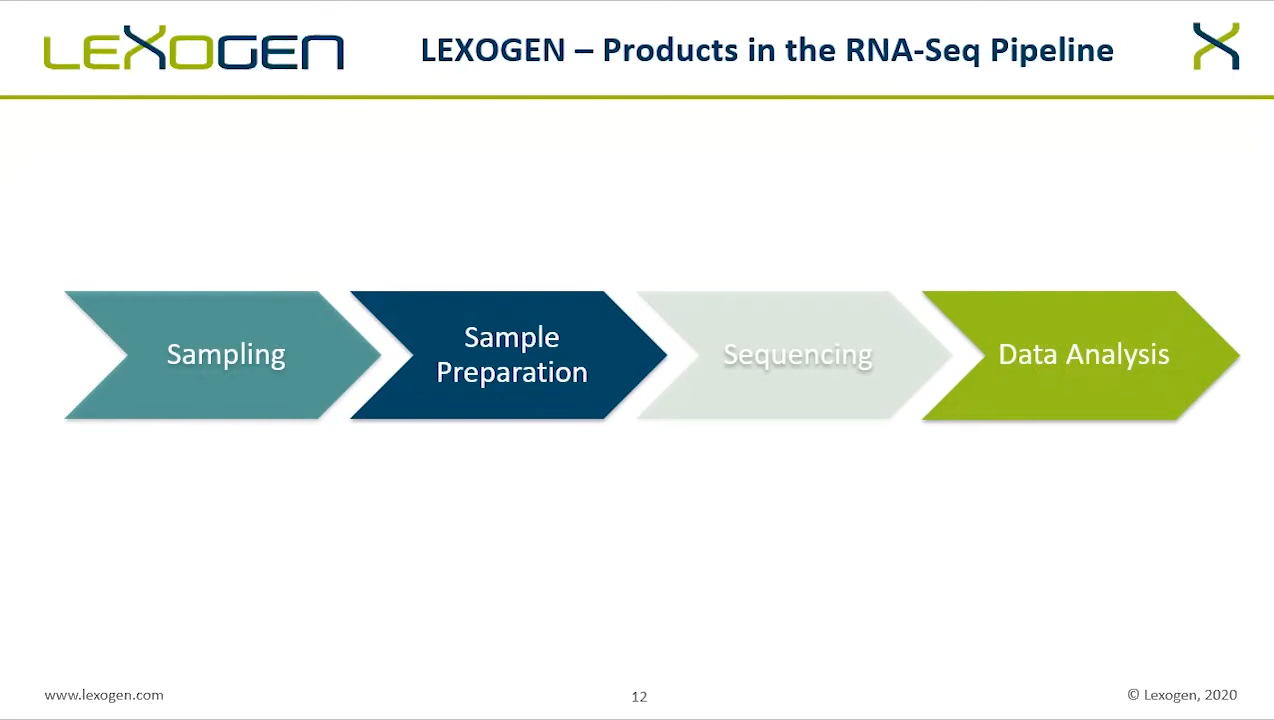 LEXOGEN
LEXOGEN – Products in the RNA-Seq Pipeline
Sampling
Sample
Preparation
Sequencing
Data Analysis
www.lexogen.com
12
© Lexogen, 2020